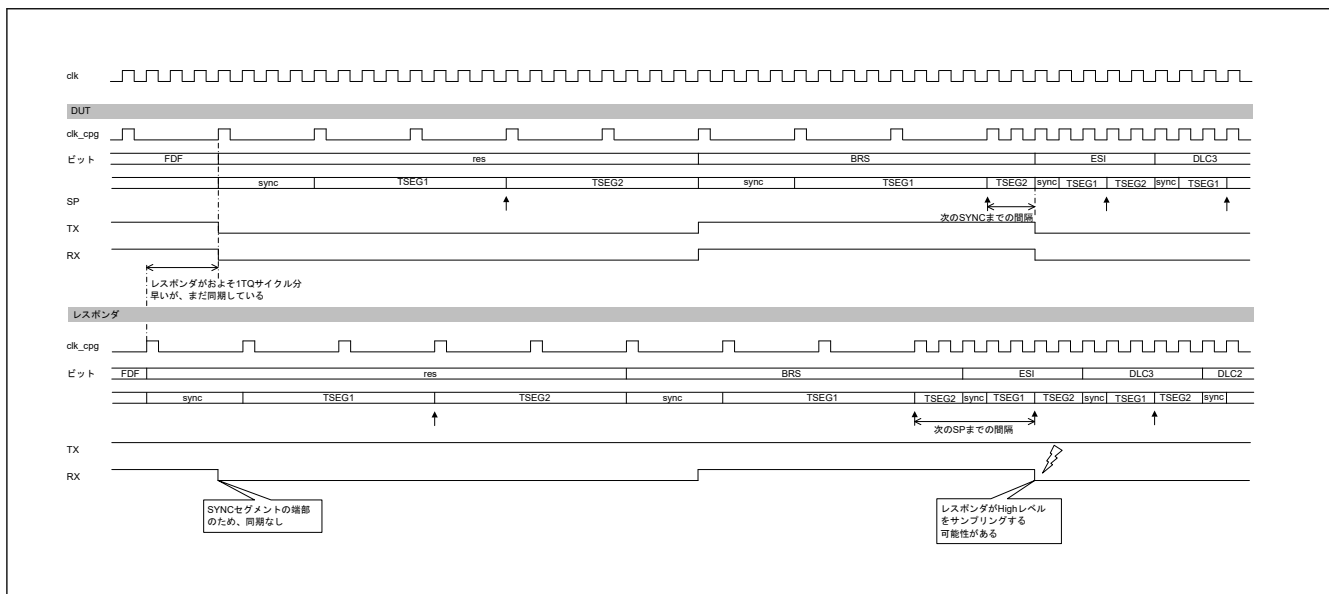 clk
DUT
clk_cpg
ビット FDF res BRS ESI DLC3
sync TSEG1 TSEG2 sync TSEG1 TSEG2 sync TSEG1 TSEG2 sync TSEG1
SP
次のSYNCまでの間隔
TX
RX
レスポンダがおよそ1TQサイクル分
早いが、まだ同期している
レスポンダ
clk_cpg
ビット FDF res BRS ESI DLC3 DLC2
sync TSEG1 TSEG2 sync TSEG1 TSEG2 sync TSEG1 TSEG2 sync TSEG1 TSEG2 sync
次のSPまでの間隔
TX
RX
SYNCセグメントの端部
のため、同期なし
レスポンダがHighレベル
をサンプリングする
可能性がある